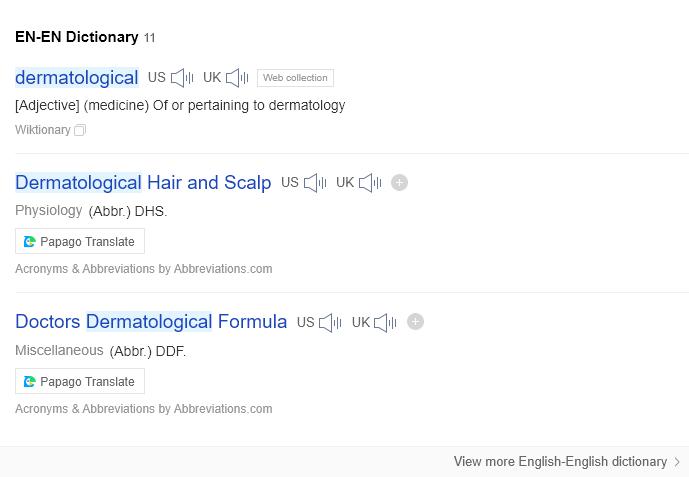 EN-EN Dictionary 11
dermatological US UK Web collection
[Adjective] (medicine) Of or pertaining to dermatology
Wiktionary
Dermatological Hair and Scalp US UK
Physiology (Abbr.) DHS.
Papago Translate
Acronyms & Abbreviations by Abbreviations.com
Doctors Dermatological Formula US UK
Miscellaneous (Abbr.) DDF.
Papago Translate
Acronyms & Abbreviations by Abbreviations.com
View more English-English dictionary